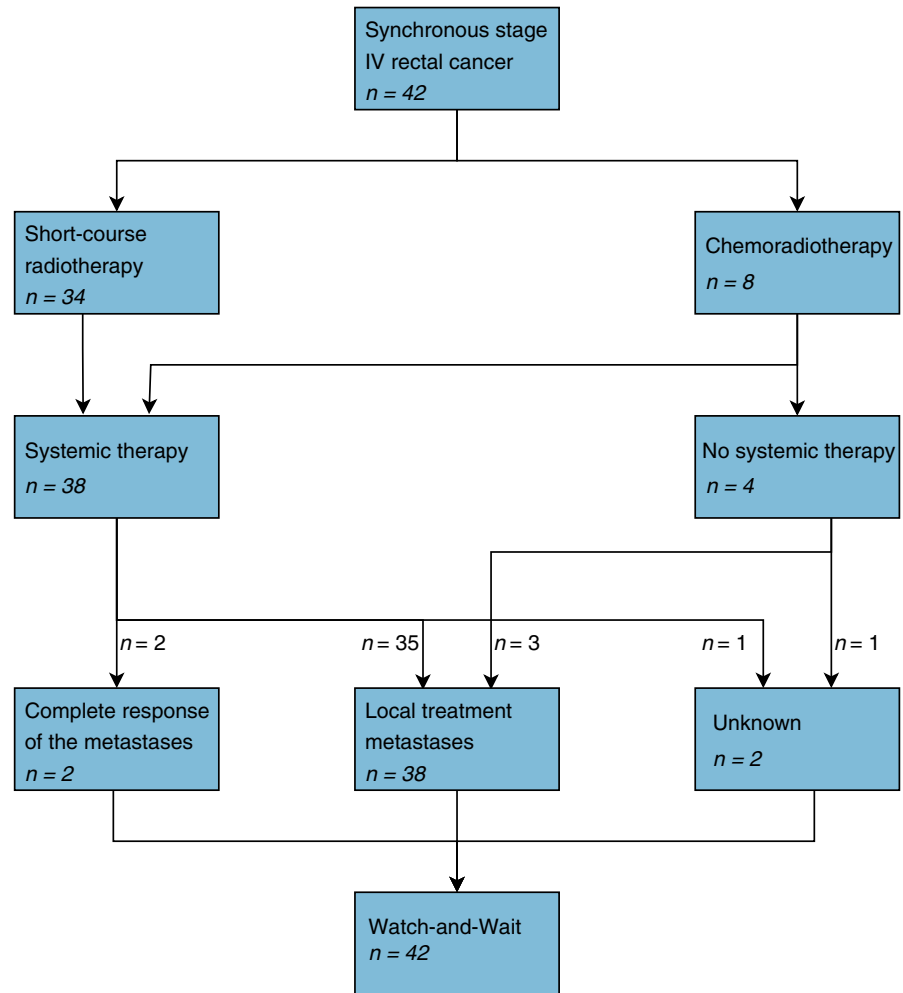 Synchronous stage
IV rectal cancer
n = 42
Short-course
radiotherapy
n = 34
Chemoradiotherapy
n = 8
Systemic therapy
n = 38
No systemic therapy
n = 4
n = 2
n = 35
n = 3
n = 1
n = 1
Complete response
of the metastases
n = 2
Local treatment
metastases
n = 38
Unknown
n = 2
Watch-and-Wait
n = 42